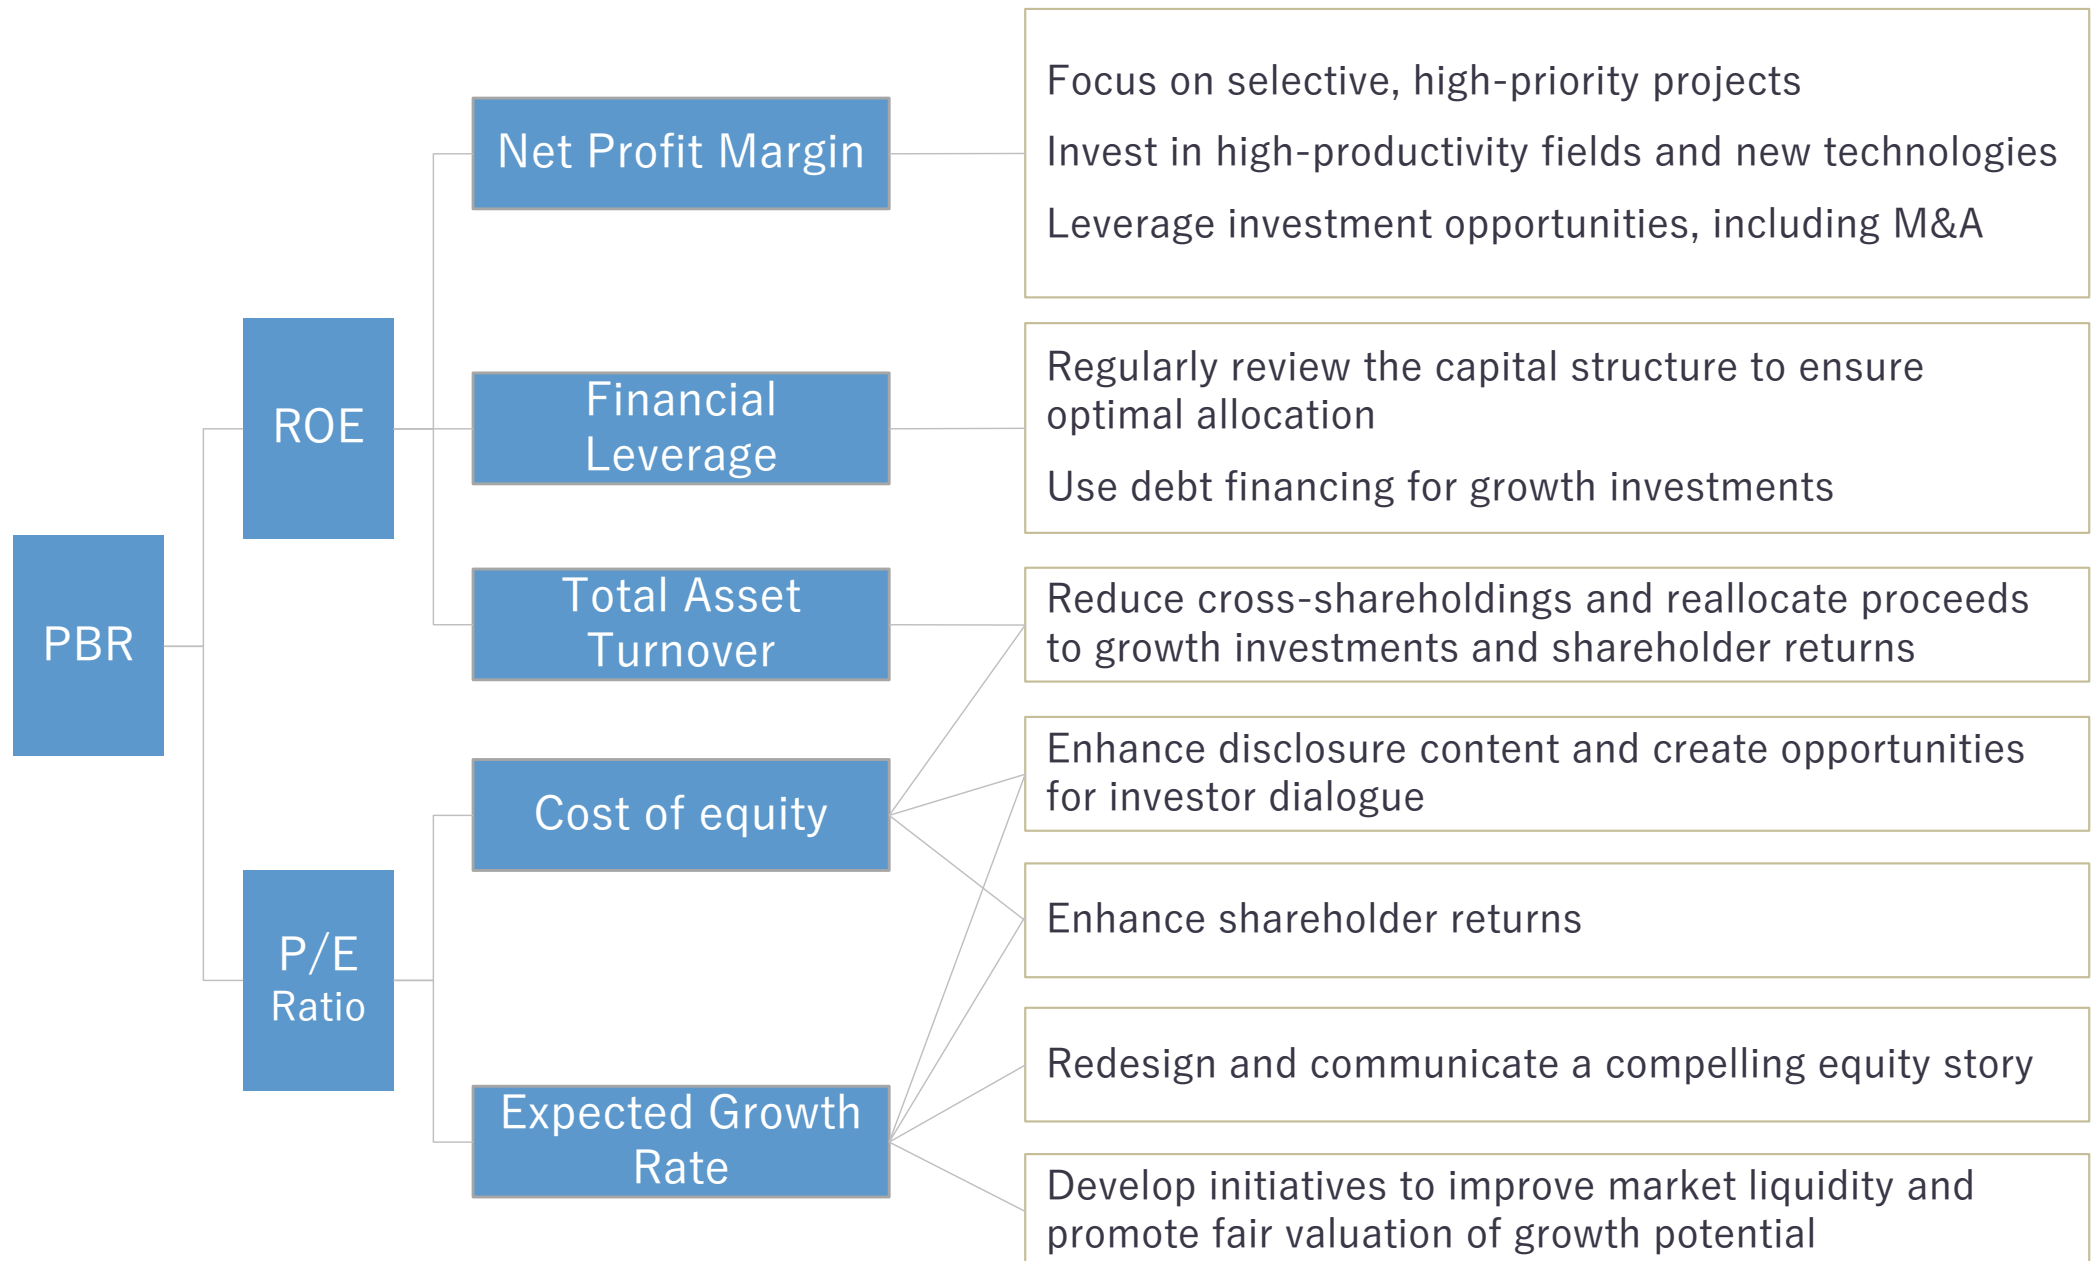 PBR
ROE
P/E
Ratio
Net Profit Margin
Financial
Leverage
Total Asset
Turnover
Cost of equity
Expected Growth
Rate
Focus on selective, high-priority projects
Invest in high-productivity fields and new technologies
Leverage investment opportunities, including M&A
Regularly review the capital structure to ensure
optimal allocation
Use debt financing for growth investments
Reduce cross-shareholdings and reallocate proceeds
to growth investments and shareholder returns
Enhance disclosure content and create opportunities
for investor dialogue
Enhance shareholder returns
Redesign and communicate a compelling equity story
Develop initiatives to improve market liquidity and
promote fair valuation of growth potential